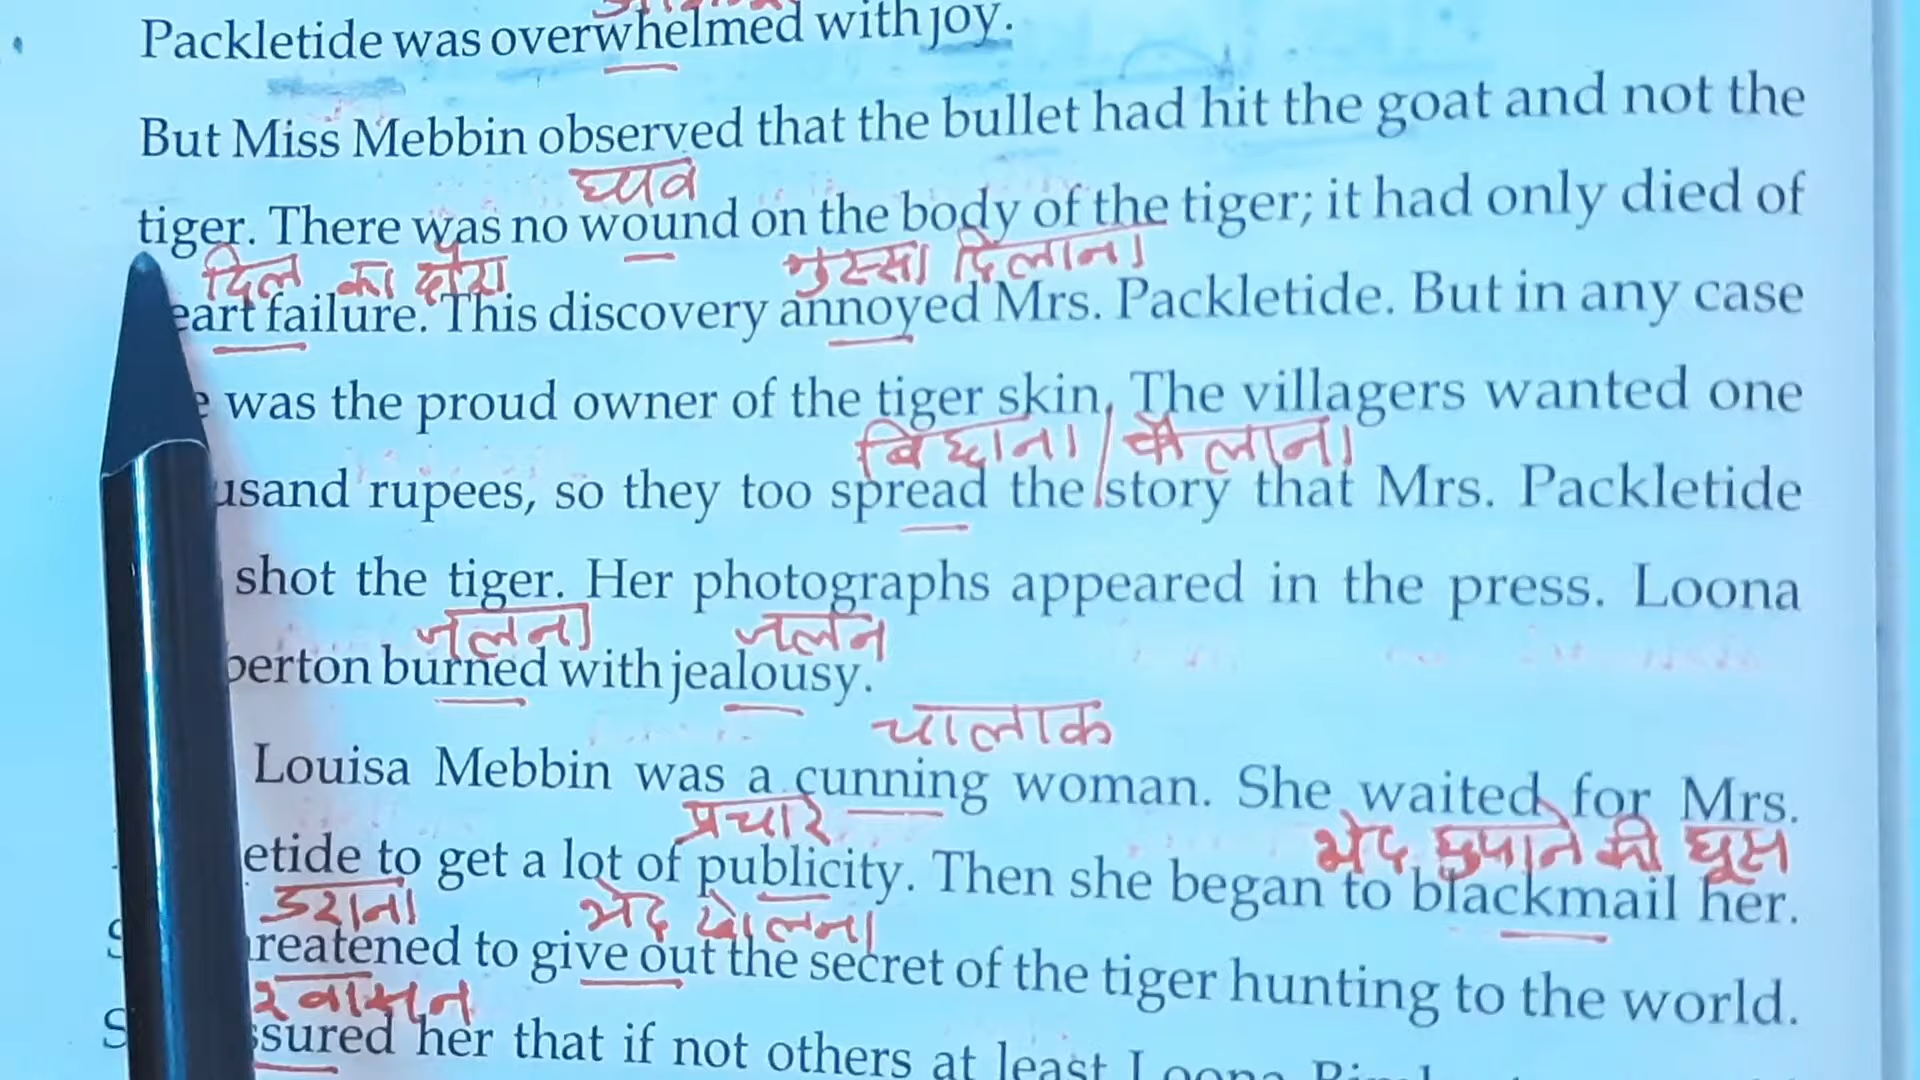 Packletide was overwhelmed with joy.
But Miss Mebbin observed that the bullet had hit the goat and not the
घाव
tiger. There was no wound on the body of the tiger; it had only died of
दिल का दौरा गुस्सा दिलाना
eart failure. This discovery annoyed Mrs. Packletide. But in any case
e was the proud owner of the tiger skin. The villagers wanted one
बिछाना / फैलाना
usand rupees, so they too spread the story that Mrs. Packletide
shot the tiger. Her photographs appeared in the press. Loona
जलना जलन
berton burned with jealousy.
चालाक
Louisa Mebbin was a cunning woman. She waited for Mrs.
प्रचार भेद छुपाने की घूस
etide to get a lot of publicity. Then she began to blackmail her.
डराना भेद खोलना
S reatened to give out the secret of the tiger hunting to the world.
S sured her that if not others at least Loona